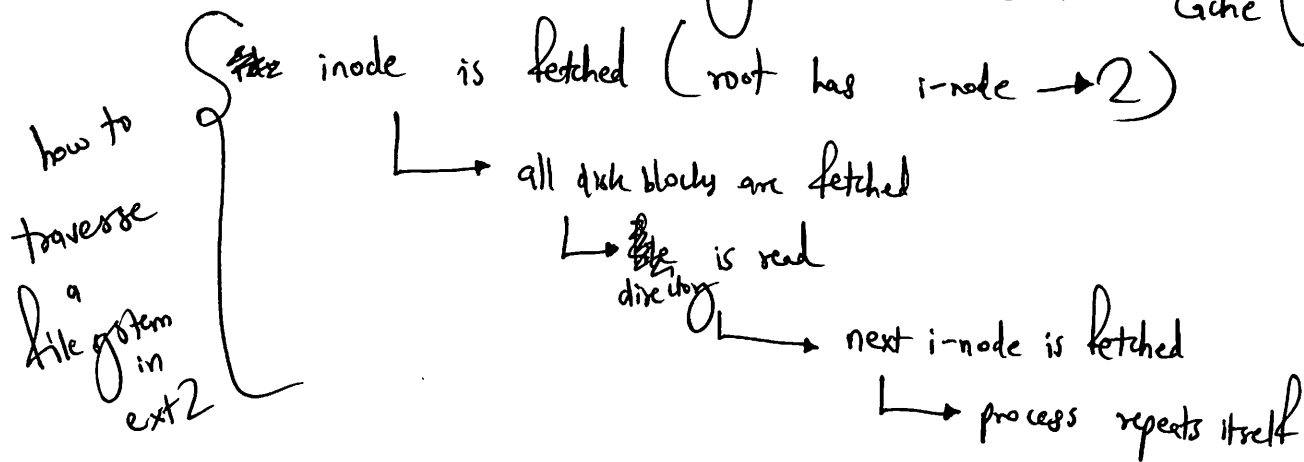 Cache (
inode is fetched (root has i-node → 2)
how to
traverse
a
file system
in
ext2
all disk blocks are fetched
is read
directory
next i-node is fetched
process repeats itself